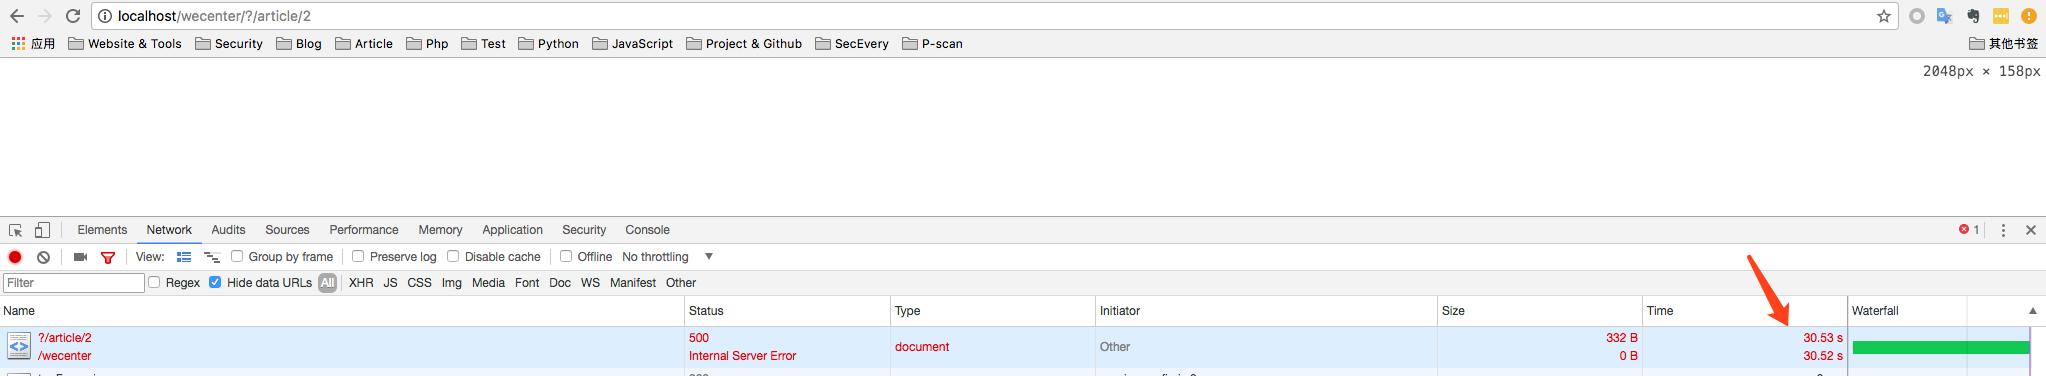 localhost/wecenter/?/article/2
应用 Website & Tools Security Blog Article Php Test Python JavaScript Project & Github SecEvery P-scan 其他书签
2048px × 158px
Elements Network Audits Sources Performance Memory Application Security Console 1
View: Group by frame Preserve log Disable cache Offline No throttling
Filter Regex Hide data URLs All XHR JS CSS Img Media Font Doc WS Manifest Other
Name Status Type Initiator Size Time Waterfall
?/article/2 500 document Other 332 B 30.53 s
/wecenter Internal Server Error 0 B 30.52 s